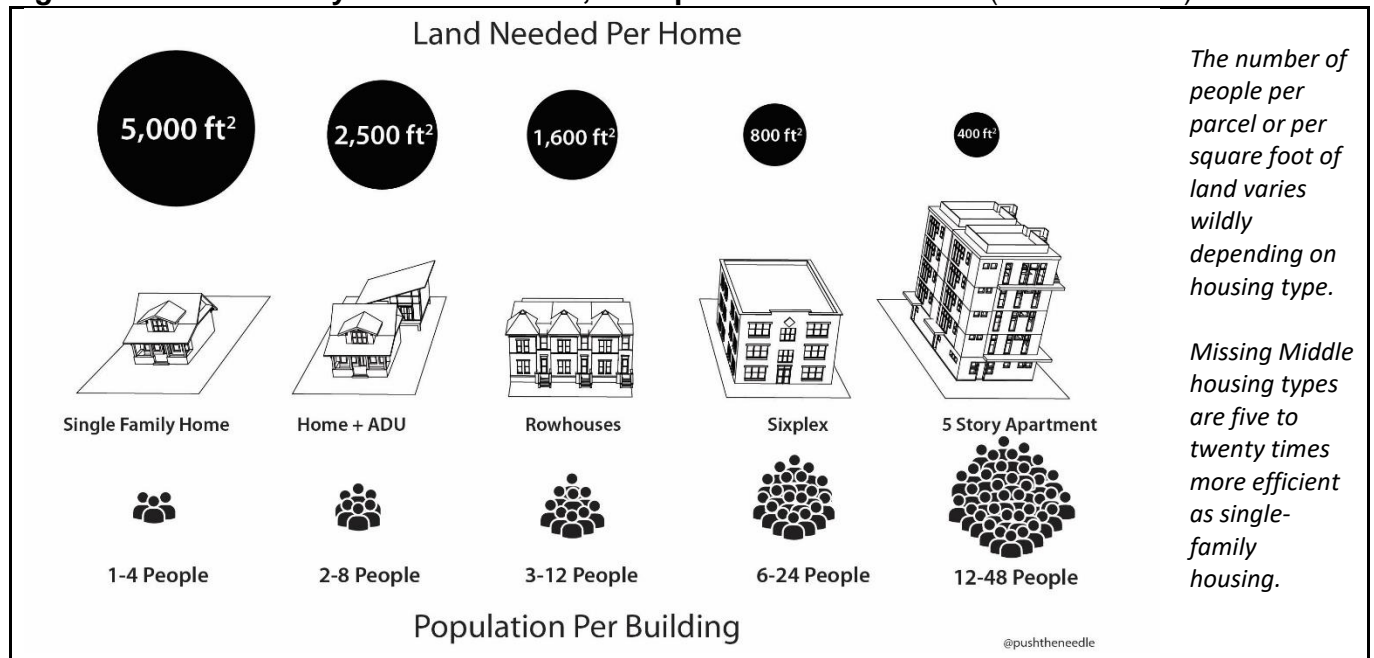 Land Needed Per Home
5,000 ft²
2,500 ft²
1,600 ft²
800 ft²
400 ft²
Single Family Home
Home + ADU
Rowhouses
Sixplex
5 Story Apartment
1-4 People
2-8 People
3-12 People
6-24 People
12-48 People
Population Per Building
@pushtheneedle
The number of
people per
parcel or per
square foot of
land varies
wildly
depending on
housing type.
Missing Middle
housing types
are five to
twenty times
more efficient
as single-
family
housing.